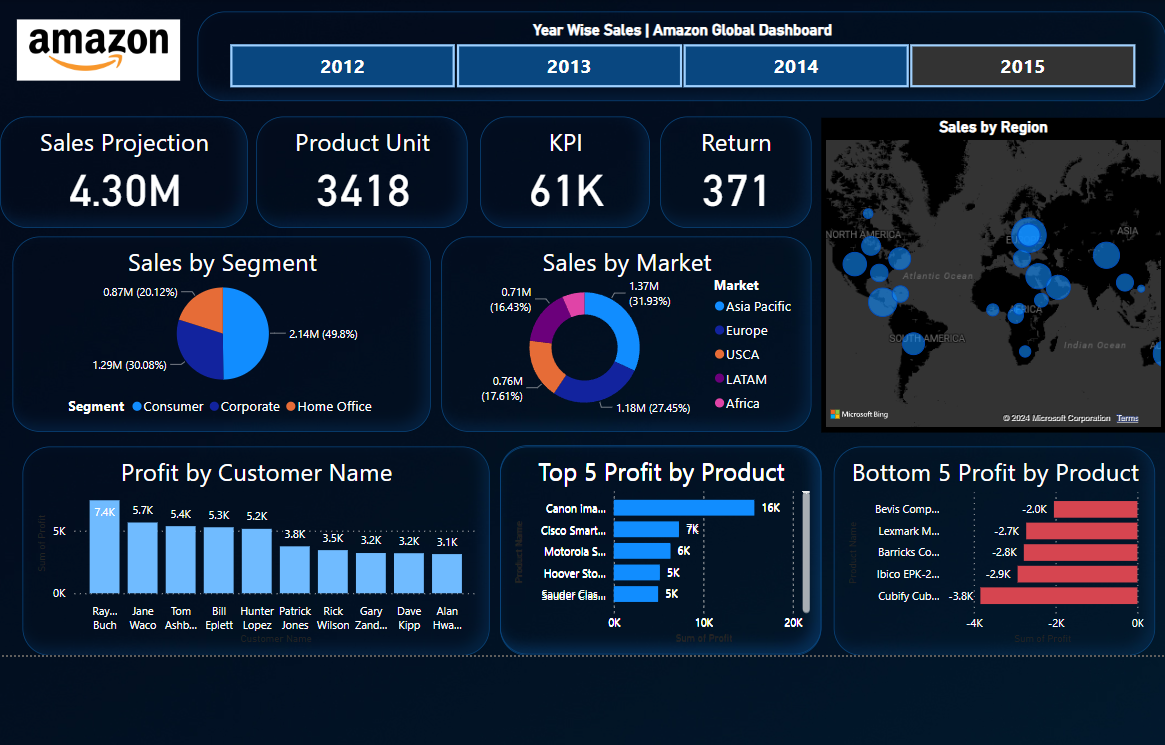 amazon
Year Wise Sales | Amazon Global Dashboard
2012
2013
2014
2015
Sales Projection
4.30M
Product Unit
3418
KPI
61K
Return
371
Sales by Region
NORTH AMERICA
ASIA
Atlantic Ocean
AFRICA
SOUTH AMERICA
Indian Ocean
Microsoft Bing
© 2024 Microsoft Corporation Terms
Sales by Segment
0.87M (20.12%)
2.14M (49.8%)
1.29M (30.08%)
Segment Consumer Corporate Home Office
Sales by Market
0.71M
(16.43%)
1.37M
(31.93%)
0.76M
(17.61%)
1.18M (27.45%)
Market
Asia Pacific
Europe
USCA
LATAM
Africa
Profit by Customer Name
Sum of Profit
5K
0K
7.4K
5.7K
5.4K
5.3K
5.2K
3.8K
3.5K
3.2K
3.2K
3.1K
Ray...
Buch
Jane
Waco
Tom
Ashb...
Bill
Eplett
Hunter
Lopez
Patrick
Jones
Rick
Wilson
Gary
Zand...
Dave
Kipp
Alan
Hwa...
Customer Name
Top 5 Profit by Product
Product Name
Canon Ima...
16K
Cisco Smart...
7K
Motorola S...
6K
Hoover Sto...
5K
Sauder Clas...
5K
0K
10K
20K
Sum of Profit
Bottom 5 Profit by Product
Product Name
Bevis Comp...
-2.0K
Lexmark M...
-2.7K
Barricks Co...
-2.8K
Ibico EPK-2...
-2.9K
Cubify Cub...
-3.8K
-4K
-2K
0K
Sum of Profit